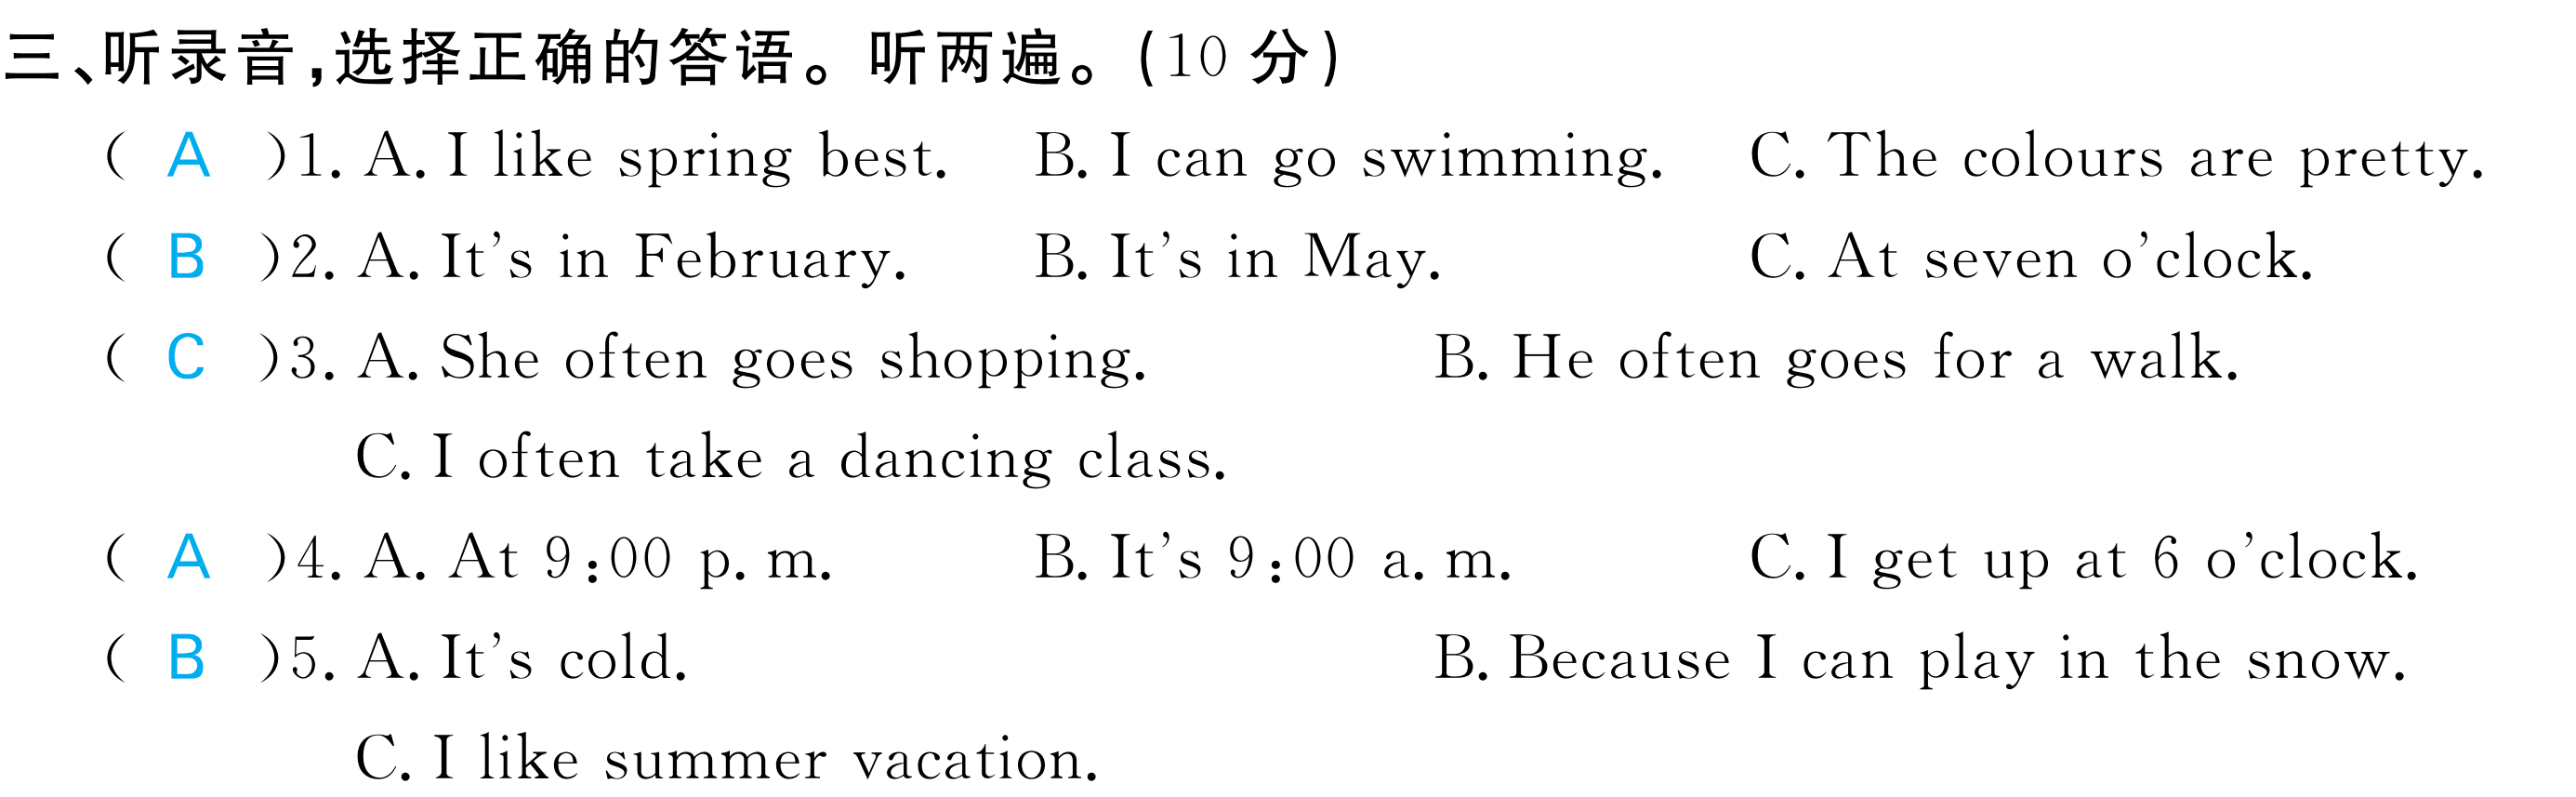 三、听录音,选择正确的答语。听两遍。(10 分)
( A )1. A. I like spring best. B. I can go swimming. C. The colours are pretty.
( B )2. A. It's in February. B. It's in May. C. At seven o'clock.
( C )3. A. She often goes shopping. B. He often goes for a walk.
C. I often take a dancing class.
( A )4. A. At 9:00 p. m. B. It's 9:00 a. m. C. I get up at 6 o'clock.
( B )5. A. It's cold. B. Because I can play in the snow.
C. I like summer vacation.